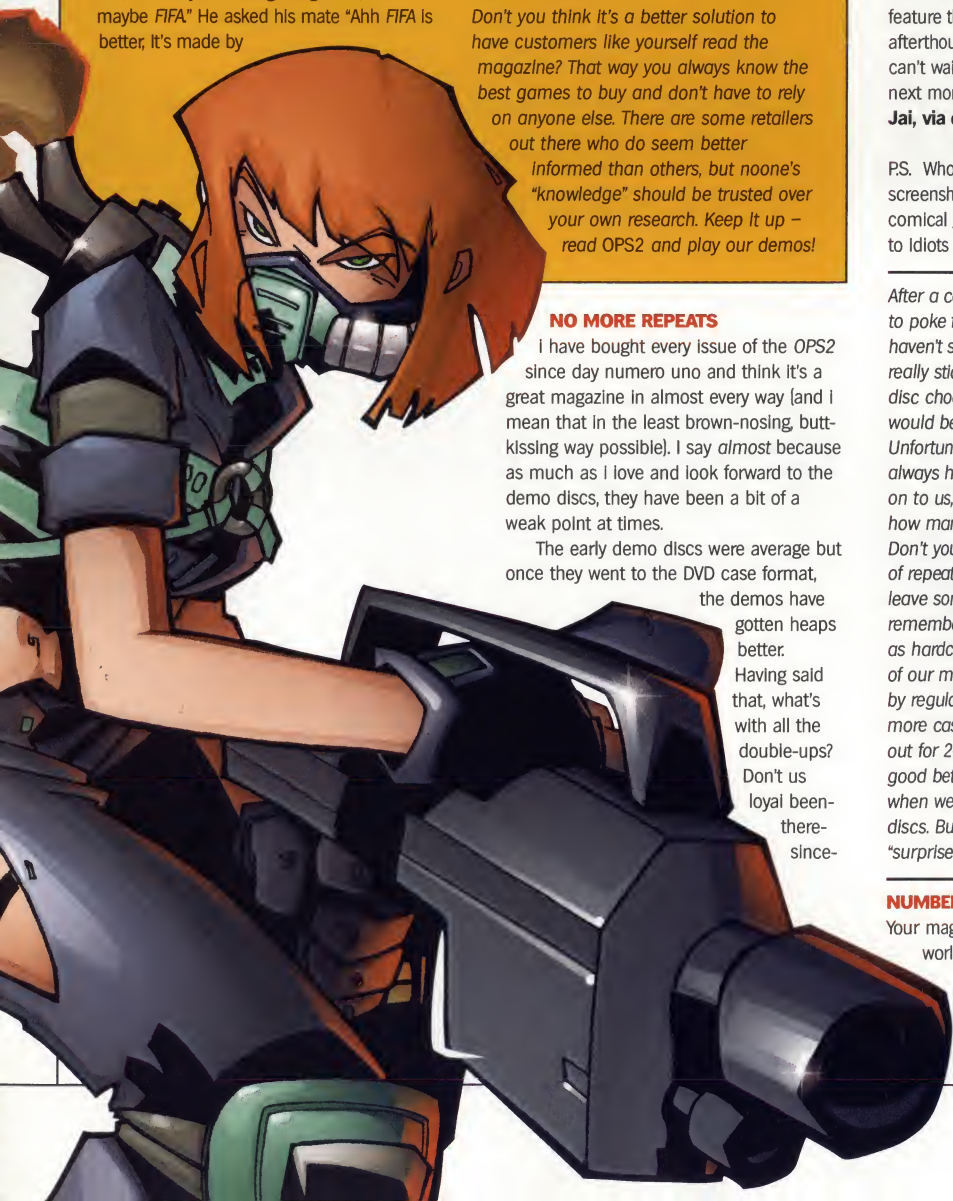 maybe FIFA” He asked his mate “Ahh FIFA is
better, It's made by
Don't you think it's a better solution to
have customers like yourself read the
magazine? That way you always know the
best games to buy and don't have to rely
on anyone else. There are some retailers
out there who do seem better
informed than others, but noone's
“knowledge” should be trusted over
your own research. Keep it up –
read OPS2 and play our demos!
NO MORE REPEATS
I have bought every issue of the OPS2
since day numero uno and think it's a
great magazine in almost every way (and I
mean that in the least brown-nosing, butt-
kissing way possible). I say almost because
as much as I love and look forward to the
demo discs, they have been a bit of a
weak point at times.
The early demo discs were average but
once they went to the DVD case format,
the demos have
gotten heaps
better.
Having said
that, what's
with all the
double-ups?
Don't us
loyal been-
there-
since-
feature t
afterthou
can't wai
next mor
Jai, via
P.S. Who
screensh
comical
to Idiots
After a c
to poke
haven't s
really stic
disc choo
would be
Unfortun
always h
on to us,
how mar
Don't you
of repeat
leave sor
rememb
as hardc
of our m
by regula
more cas
out for 2
good bet
when we
discs. Bu
“surprise
NUMBE
Your mag
worl